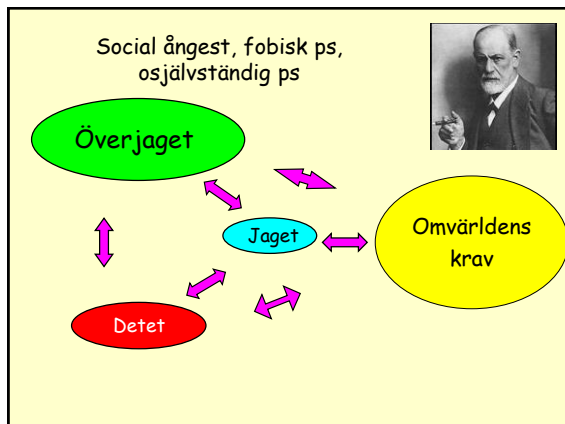 Social ångest, fobisk ps,
osjälvständig ps
Överjaget
Jaget
Omvärldens
krav
Detet